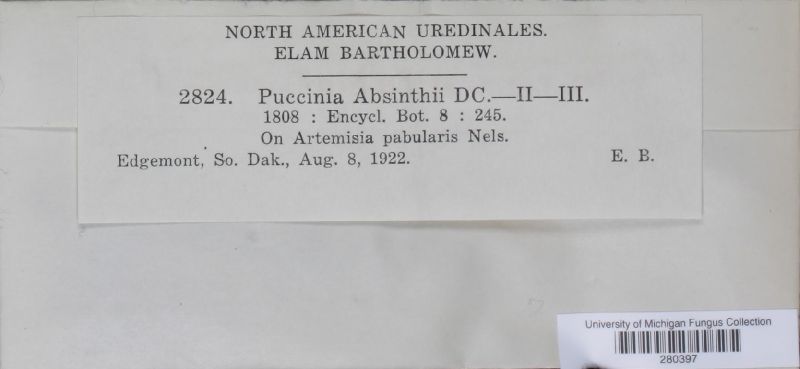 NORTH AMERICAN UREDINALES.
ELAM BARTHOLOMEW.
2824. Puccinia Absinthii DC.—II—III.
1808 : Encycl. Bot. 8 : 245.
On Artemisia pabularis Nels.
Edgemont, So. Dak., Aug. 8, 1922. E. B.
University of Michigan Fungus Collection
280397